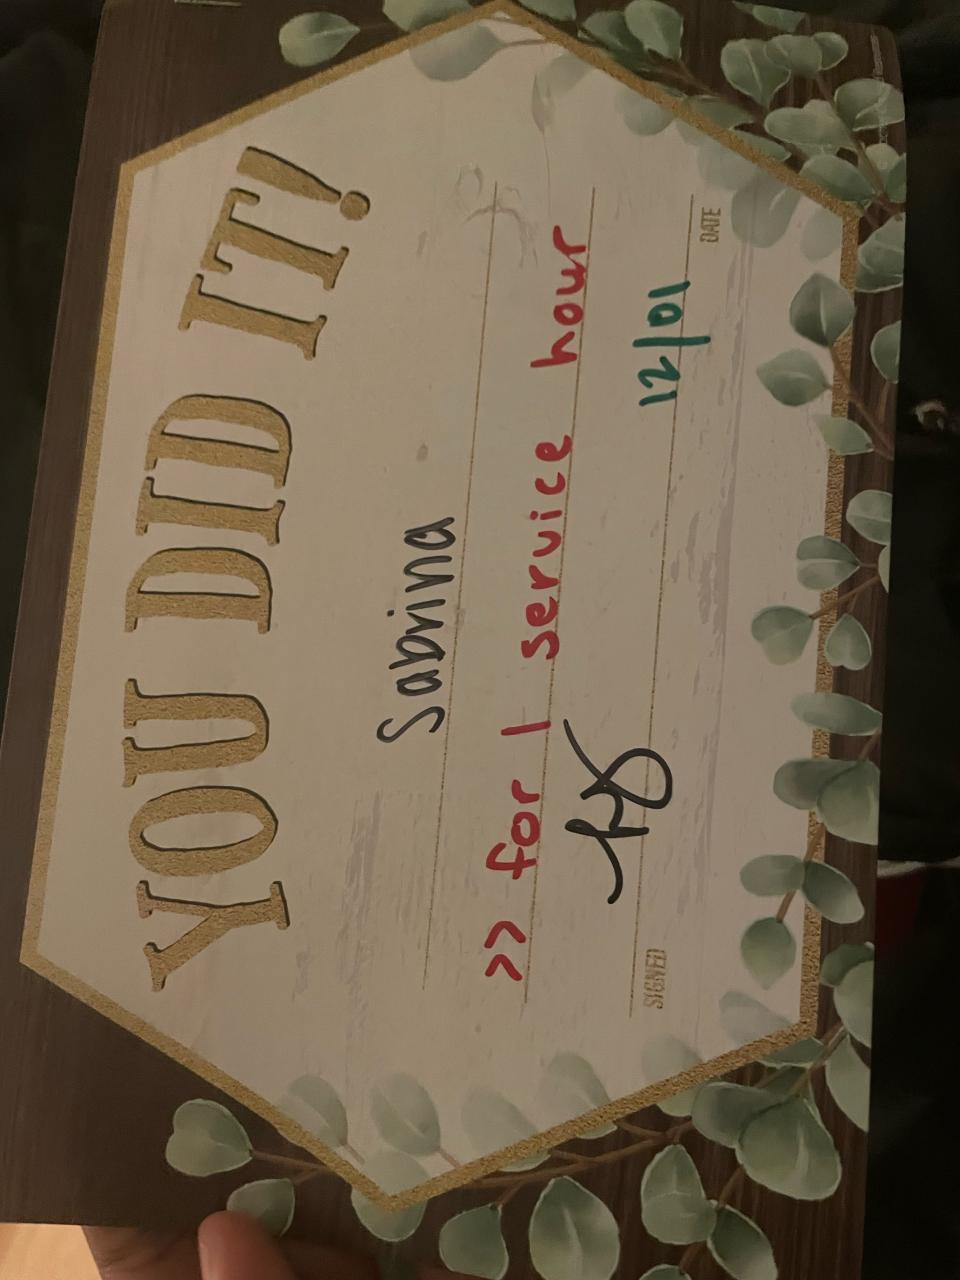 YOU DID IT!
Sabrina
>> for 1 service hour
12/01
SIGNED DATE